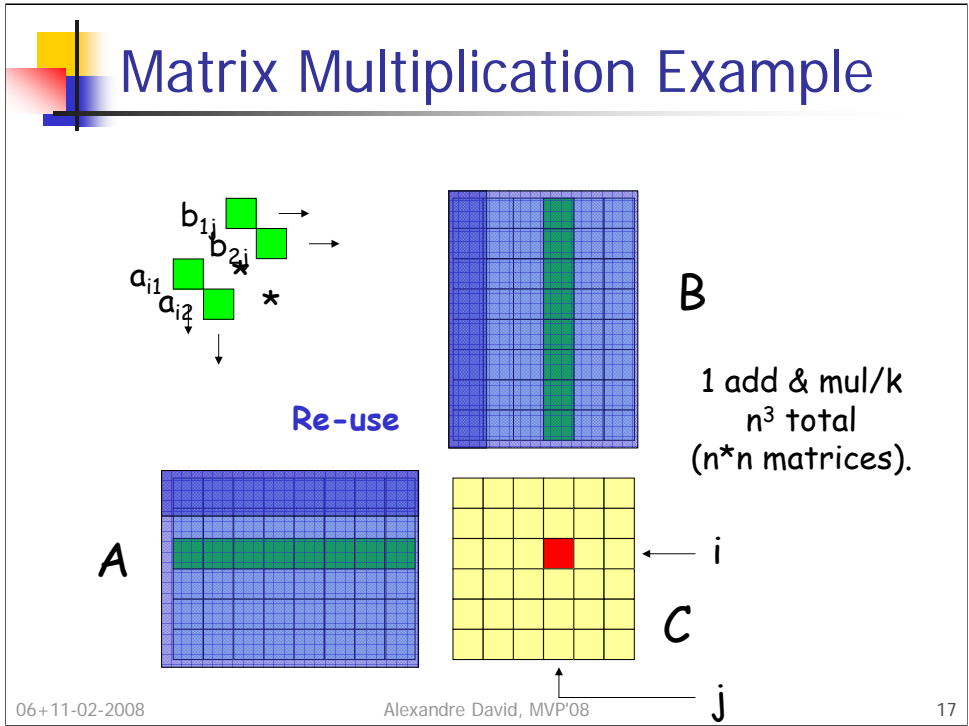 Matrix Multiplication Example
b₁ⱼ
b₂ⱼ
*
aᵢ₁
aᵢ₂
*
B
1 add & mul/k
n³ total
(n*n matrices).
Re-use
A
i
C
j
06+11-02-2008 Alexandre David, MVP'08 17